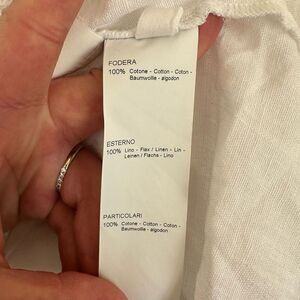 FODERA
100% Cotone - Cotton - Coton -
Baumwolle - algodon
ESTERNO
100% Lino - Flax / Linen - Lin -
Leinen / Flachs - Lino
PARTICOLARI
100% Cotone - Cotton - Coton -
Baumwolle - algodon